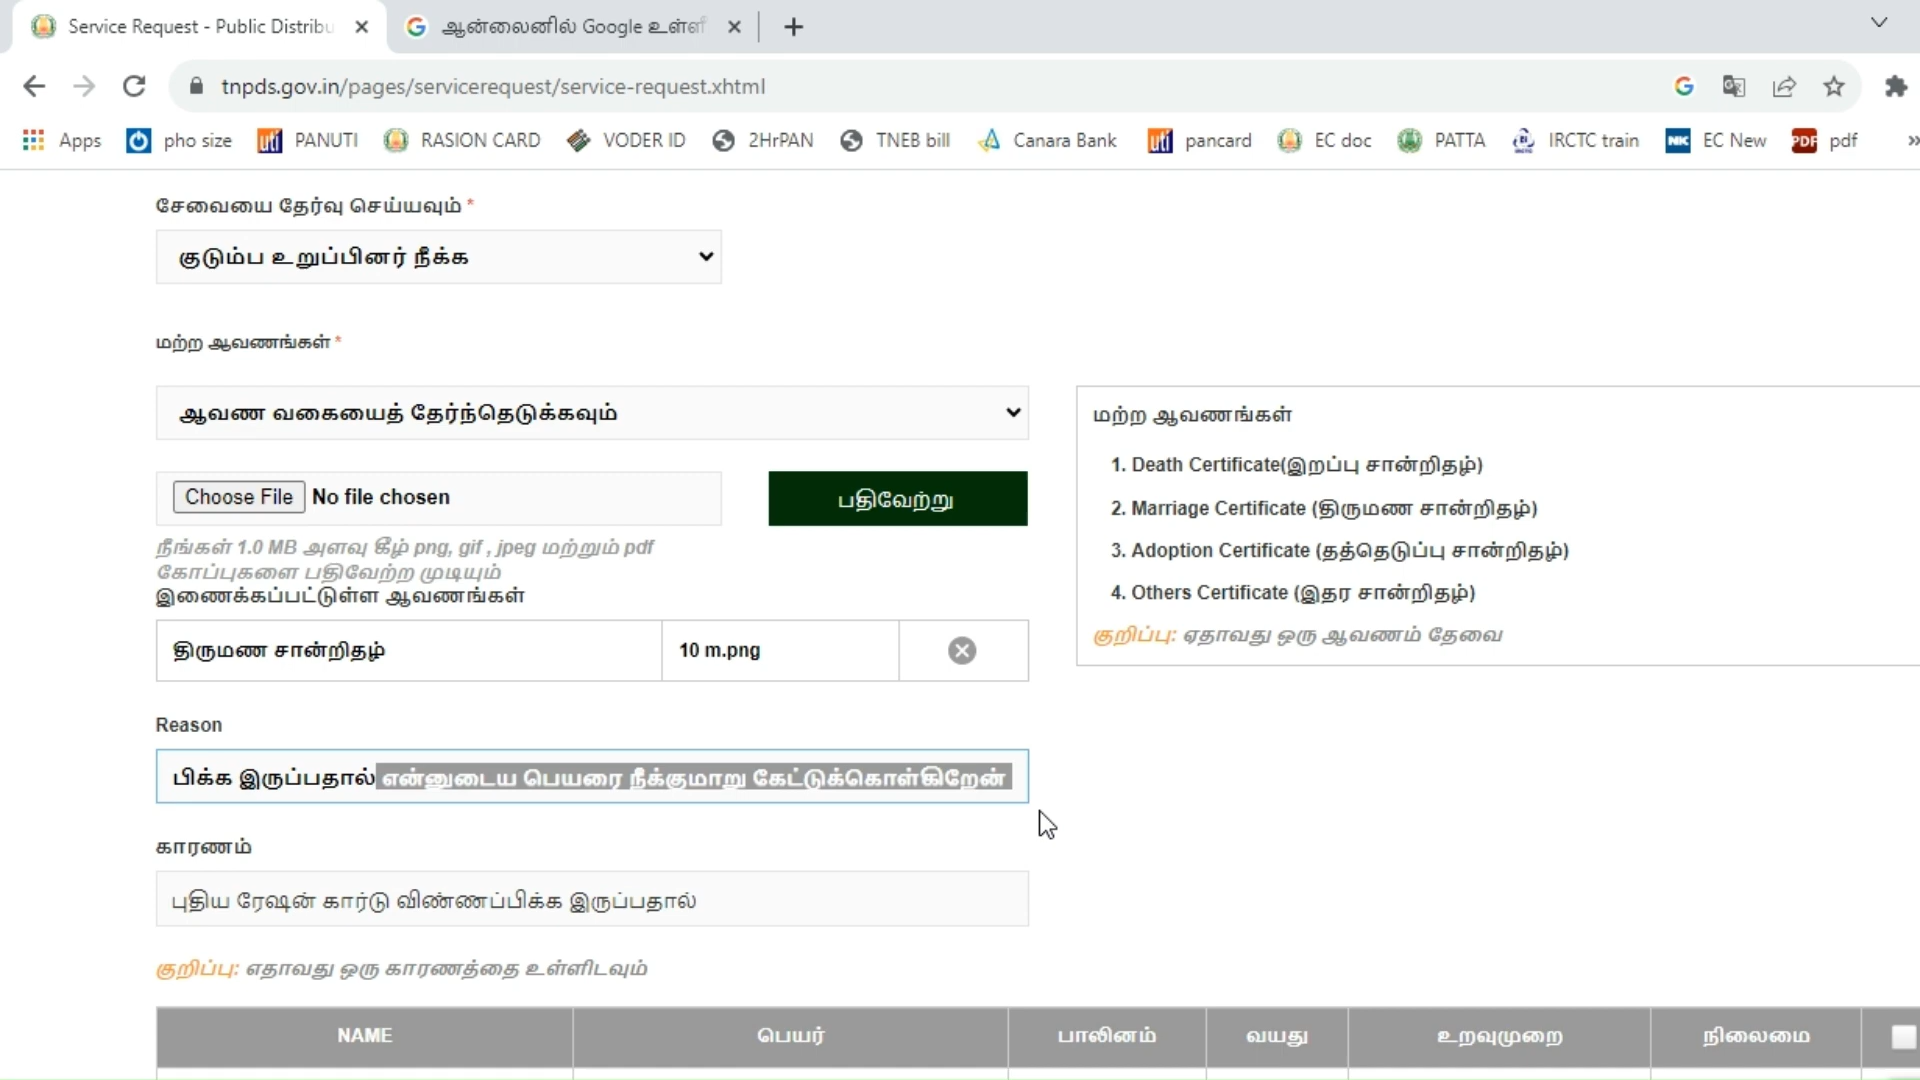 Service Request - Public Distribu
ஆன்லைனில் Google உள்ளீ
tnpds.gov.in/pages/servicerequest/service-request.xhtml
Apps pho size PANUTI RASION CARD VODER ID 2HrPAN TNEB bill Canara Bank pancard EC doc PATTA IRCTC train EC New pdf
சேவையை தேர்வு செய்யவும் *
குடும்ப உறுப்பினர் நீக்க
மற்ற ஆவணங்கள் *
ஆவண வகையைத் தேர்ந்தெடுக்கவும்
Choose File No file chosen
பதிவேற்று
நீங்கள் 1.0 MB அளவு கீழ் png, gif , jpeg மற்றும் pdf
கோப்புகளை பதிவேற்ற முடியும்
இணைக்கப்பட்டுள்ள ஆவணங்கள்
திருமண சான்றிதழ் 10 m.png
மற்ற ஆவணங்கள்
1. Death Certificate(இறப்பு சான்றிதழ்)
2. Marriage Certificate (திருமண சான்றிதழ்)
3. Adoption Certificate (தத்தெடுப்பு சான்றிதழ்)
4. Others Certificate (இதர சான்றிதழ்)
குறிப்பு: ஏதாவது ஒரு ஆவணம் தேவை
Reason
பிக்க இருப்பதால் என்னுடைய பெயரை நீக்குமாறு கேட்டுக்கொள்கிறேன்
காரணம்
புதிய ரேஷன் கார்டு விண்ணப்பிக்க இருப்பதால்
குறிப்பு: எதாவது ஒரு காரணத்தை உள்ளிடவும்
NAME பெயர் பாலினம் வயது உறவுமுறை நிலைமை